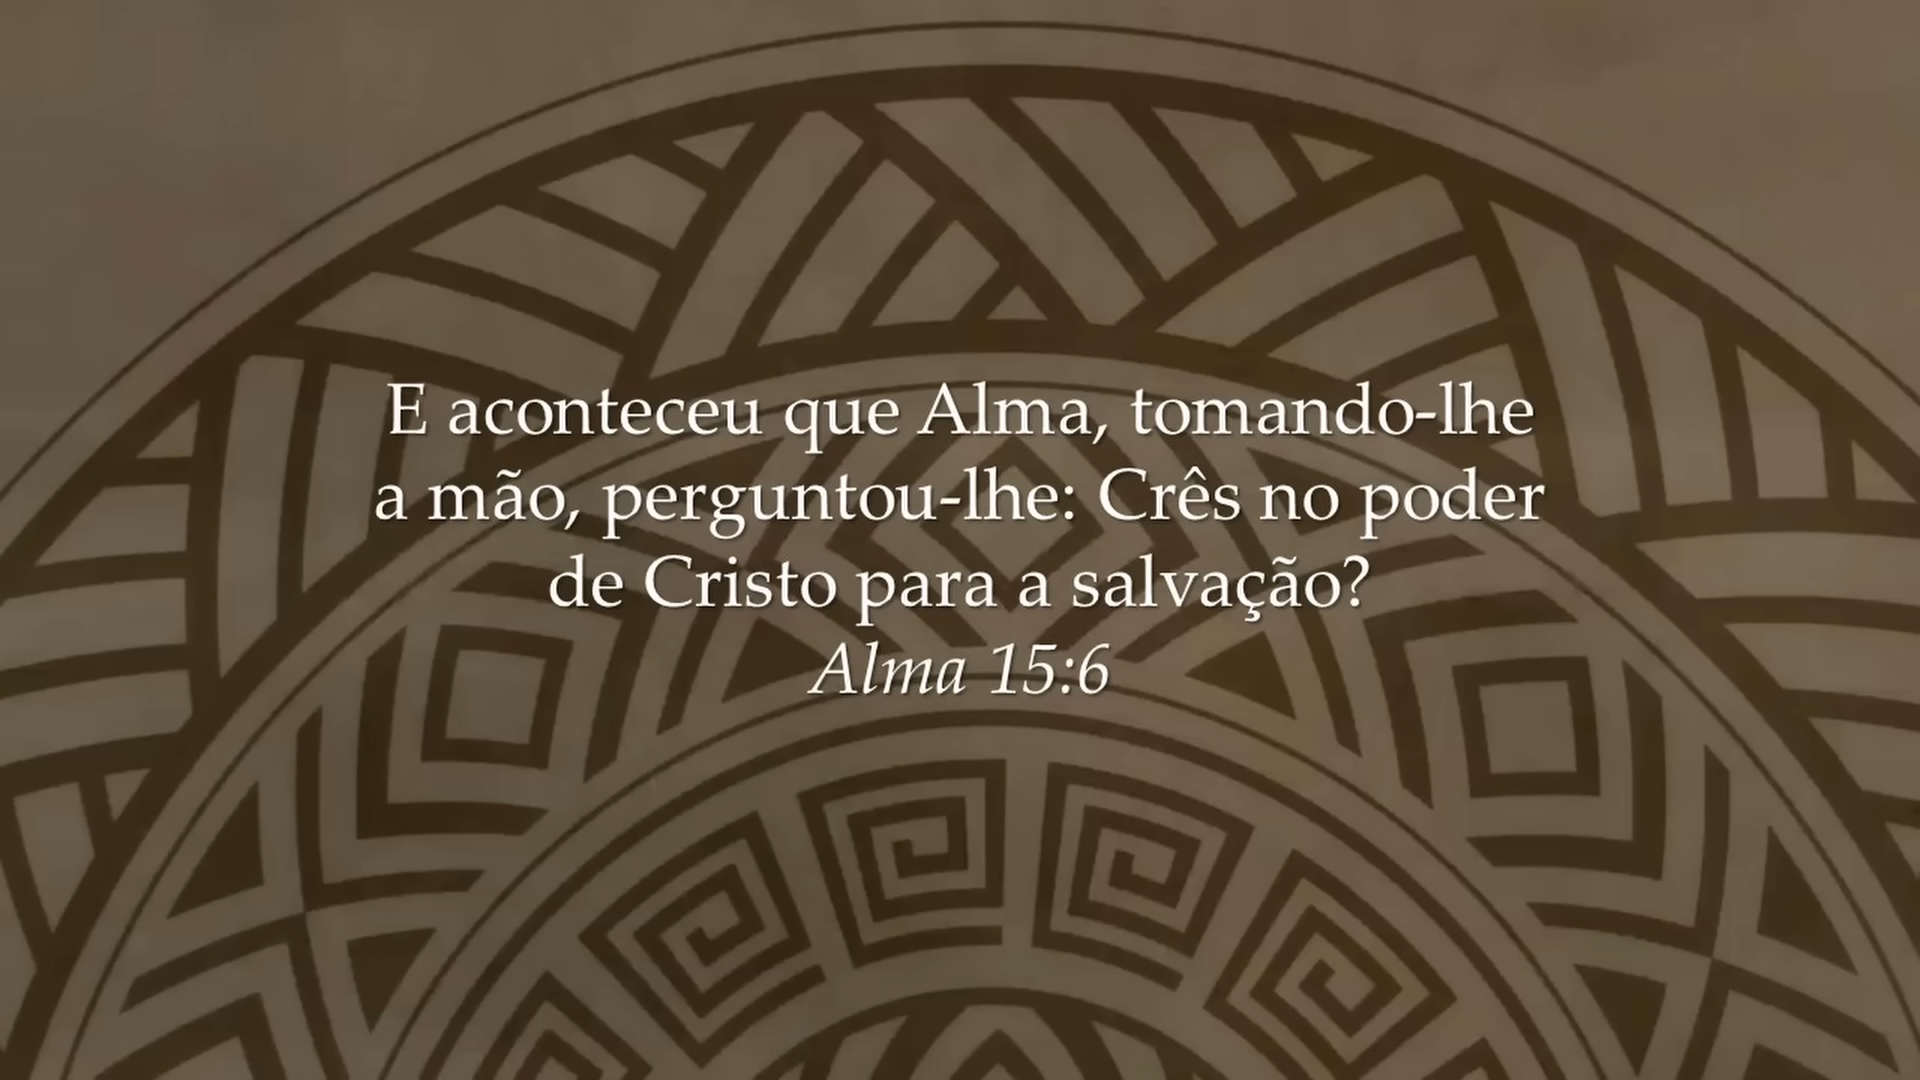 E aconteceu que Alma, tomando-lhe
a mão, perguntou-lhe: Crês no poder
de Cristo para a salvação?
Alma 15:6